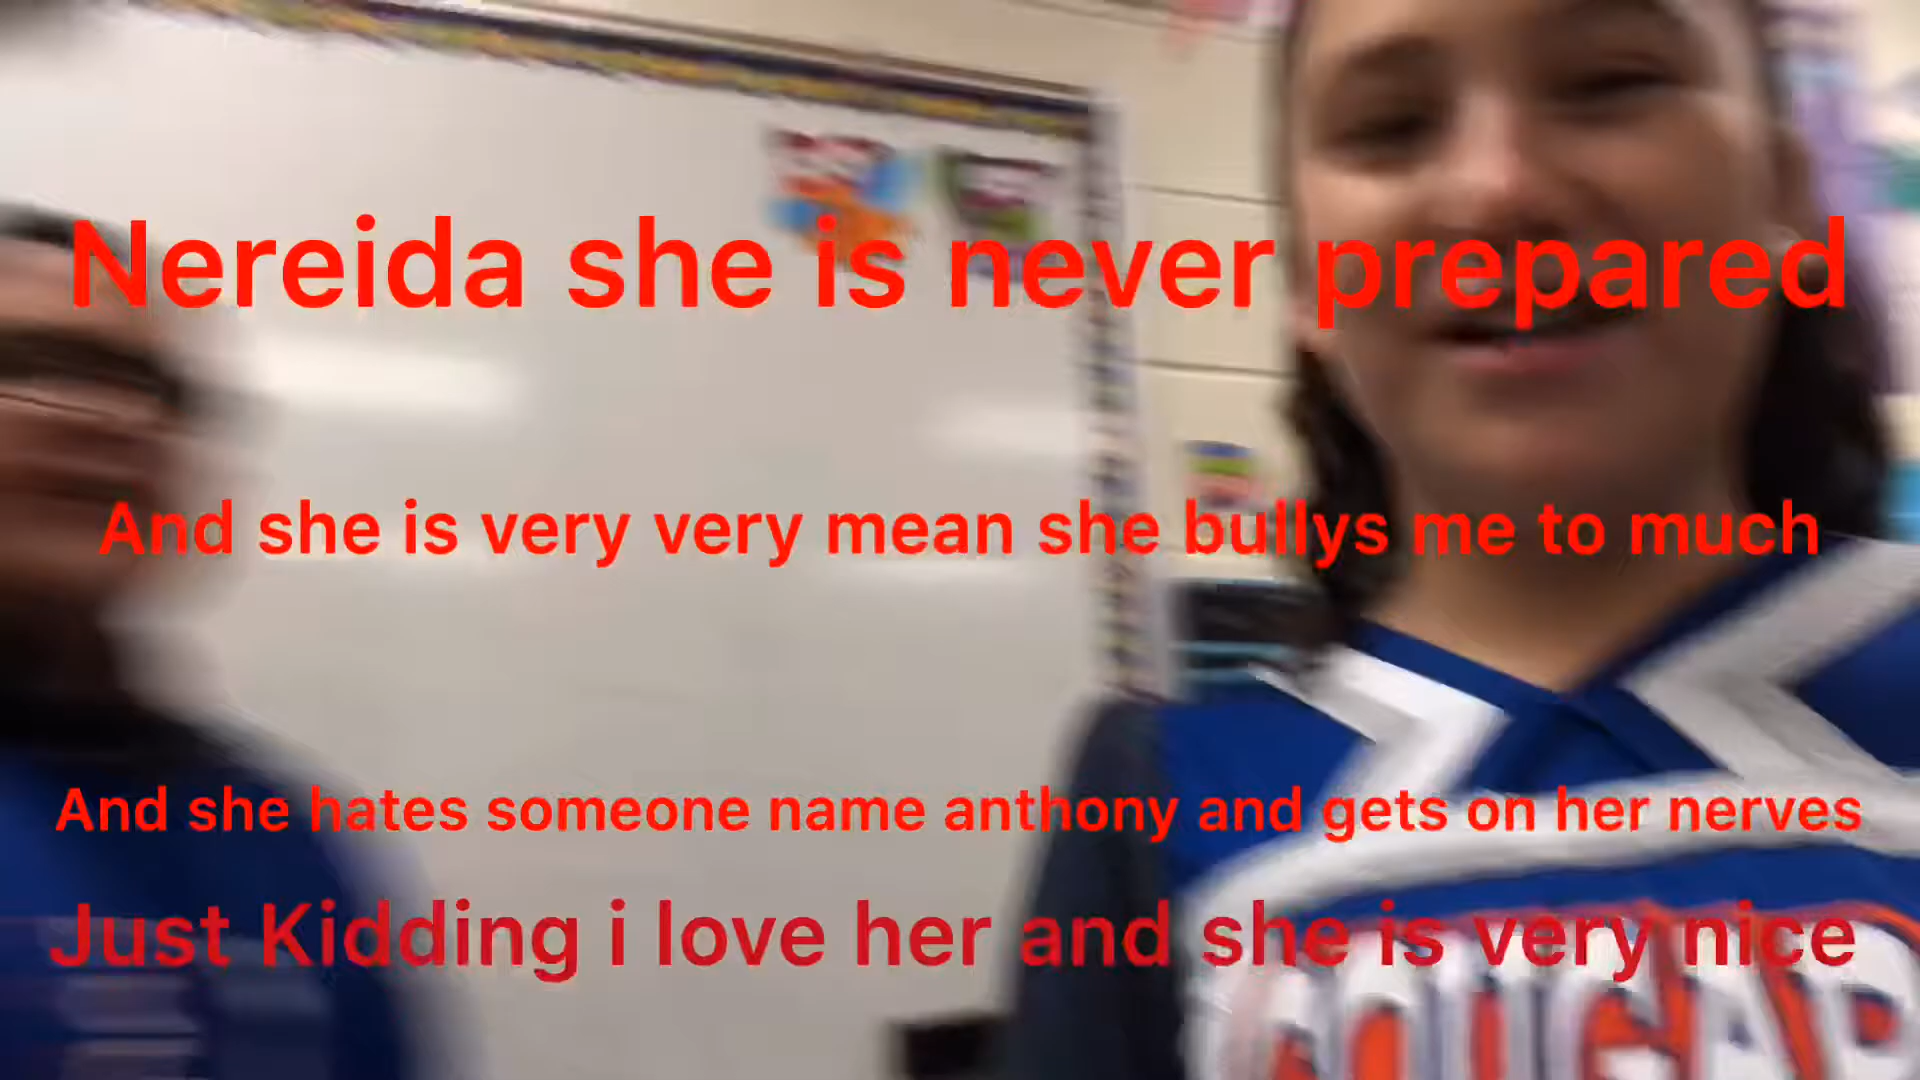 Nereida she is never prepared
And she is very very mean she bullys me to much
And she hates someone name anthony and gets on her nerves
Just Kidding i love her and she is very nice